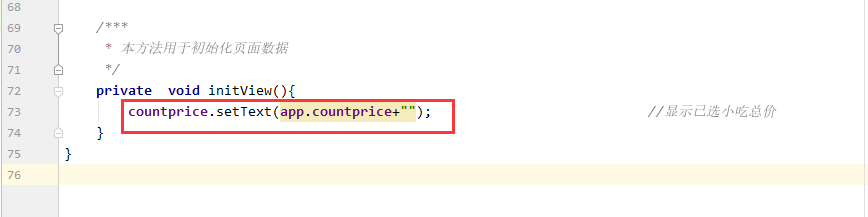 68
69 /***
70 * 本方法用于初始化页面数据
71 */
72 private  void initView(){
73 countprice.setText(app.countprice+""); //显示已选小吃总价
74 }
75 }
76